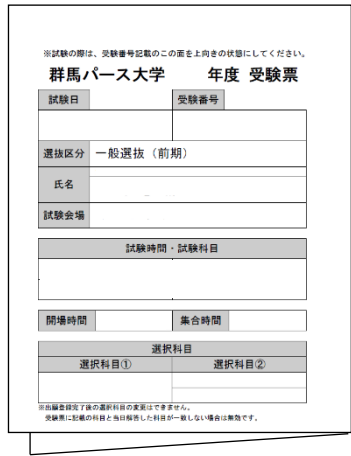 ※試験の際は、受験番号記載のこの面を上向きの状態にしてください。
群馬パース大学 年度 受験票
試験日 受験番号
選抜区分 一般選抜（前期）
氏名
試験会場
試験時間・試験科目
開場時間 集合時間
選択科目
選択科目① 選択科目②
※出願登録完了後の選択科目の変更はできません。
受験票に記載の科目と当日解答した科目が一致しない場合は無効です。